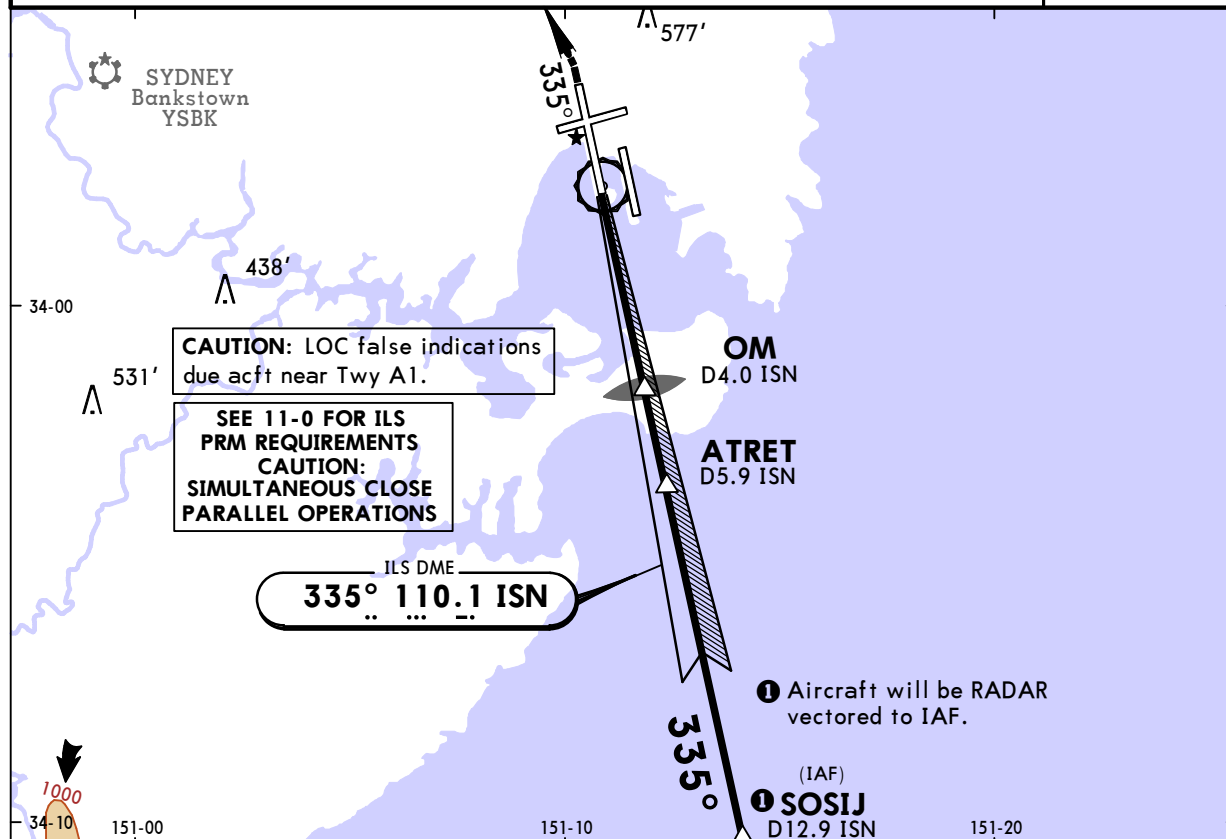 577'
SYDNEY
Bankstown
YSBK
335°
438'
34-00
CAUTION: LOC false indications
due acft near Twy A1.
OM
D4.0 ISN
531'
SEE 11-0 FOR ILS
PRM REQUIREMENTS
CAUTION:
SIMULTANEOUS CLOSE
PARALLEL OPERATIONS
ATRET
D5.9 ISN
ILS DME
335° 110.1 ISN
1 Aircraft will be RADAR
vectored to IAF.
335°
(IAF)
1 SOSIJ
D12.9 ISN
1000
34-10
151-00
151-10
151-20